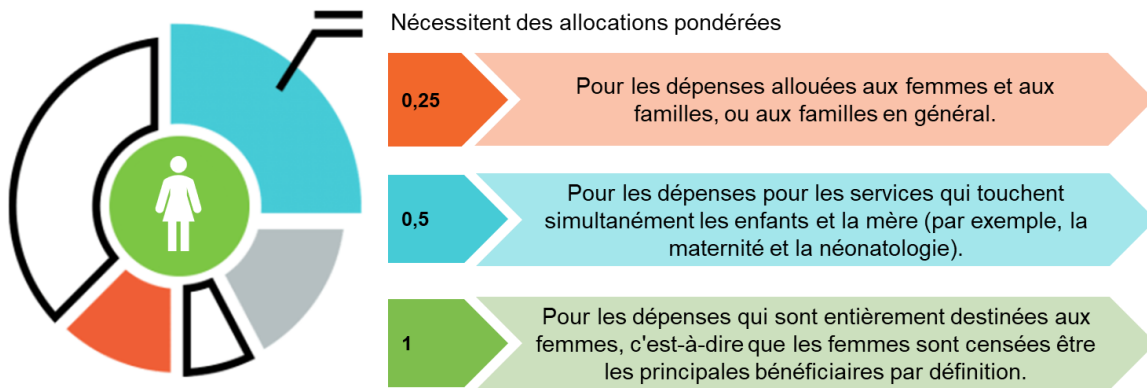 Nécessitent des allocations pondérées
0,25
Pour les dépenses allouées aux femmes et aux
familles, ou aux familles en général.
0,5
Pour les dépenses pour les services qui touchent
simultanément les enfants et la mère (par exemple, la
maternité et la néonatologie).
1
Pour les dépenses qui sont entièrement destinées aux
femmes, c'est-à-dire que les femmes sont censées être
les principales bénéficiaires par définition.